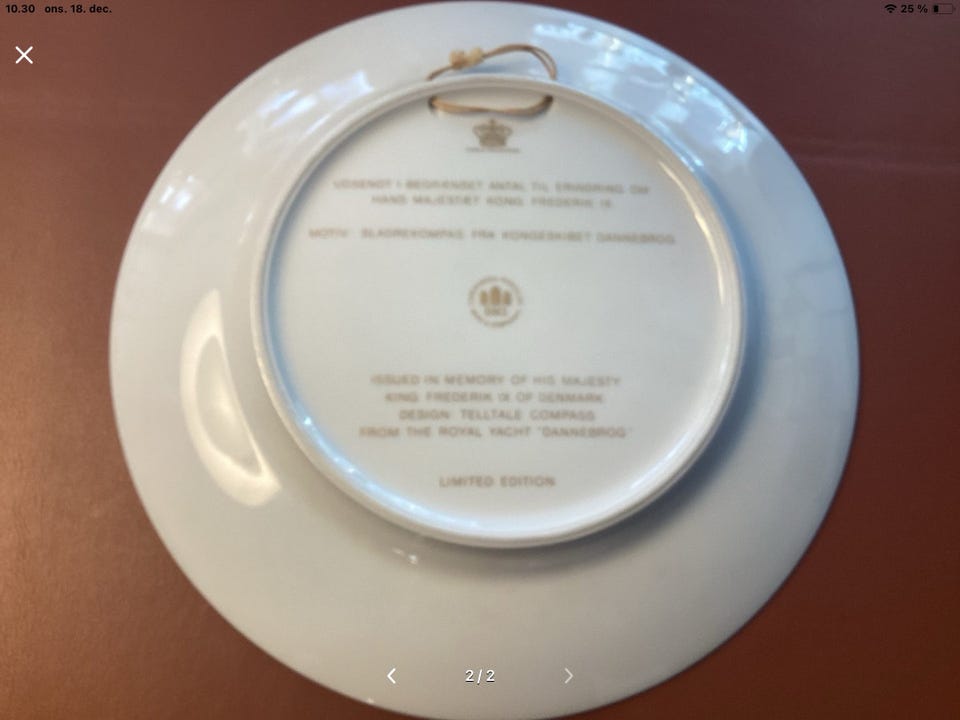 10.30 ons. 18. dec.
25 %
UDSENDT I BEGRÆNSET ANTAL TIL ERINDRING OM
HANS MAJESTÆT KONG FREDERIK IX.
MOTIV: SLADREKOMPAS FRA KONGESKIBET DANNEBROG
ISSUED IN MEMORY OF HIS MAJESTY
KING FREDERIK IX OF DENMARK
DESIGN: TELLTALE COMPASS
FROM THE ROYAL YACHT "DANNEBROG"
LIMITED EDITION
2/2